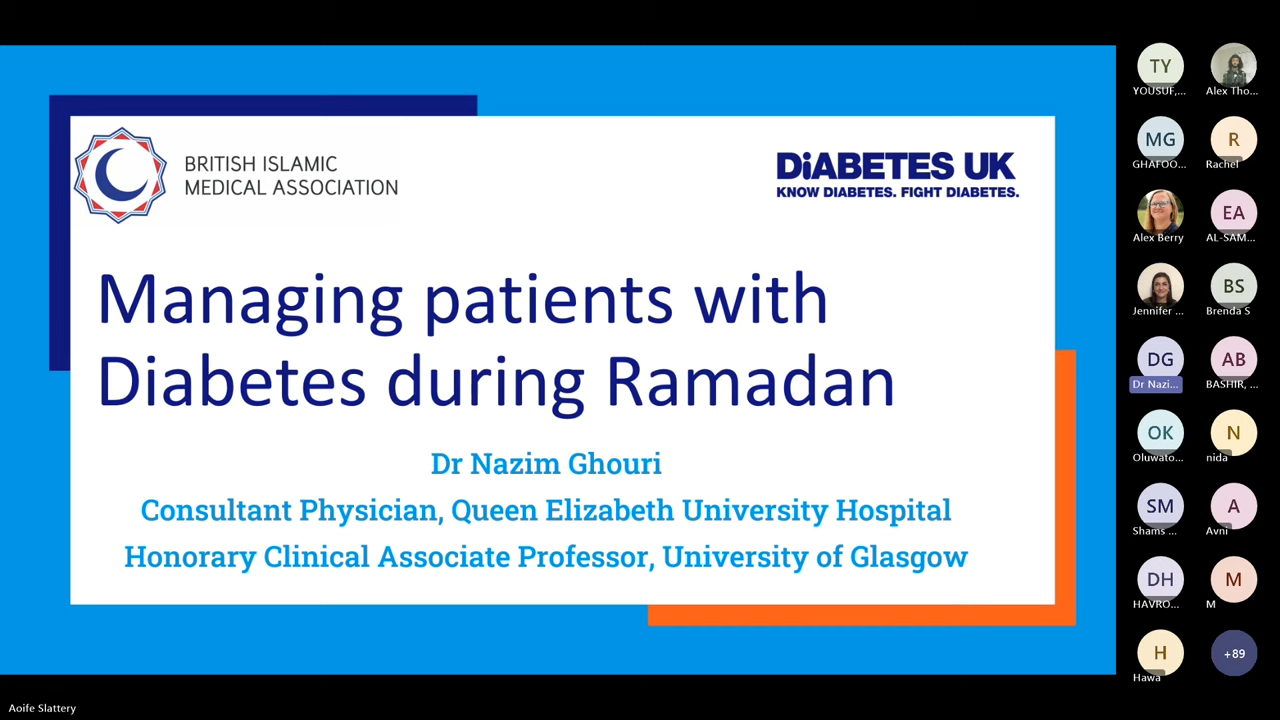 BRITISH ISLAMIC
MEDICAL ASSOCIATION
DiABETES UK
KNOW DIABETES. FIGHT DIABETES.
Managing patients with
Diabetes during Ramadan
Dr Nazim Ghouri
Consultant Physician, Queen Elizabeth University Hospital
Honorary Clinical Associate Professor, University of Glasgow
TY
YOUSUF,...
Alex Tho...
MG
GHAFOO...
R
Rachel
Alex Berry
EA
AL-SAM...
Jennifer ...
BS
Brenda S
DG
Dr Nazi...
AB
BASHIR, ...
OK
Oluwato...
N
nida
SM
Shams ...
A
Avni
DH
HAVRO...
M
M
H
Hawa
+89
Aoife Slattery